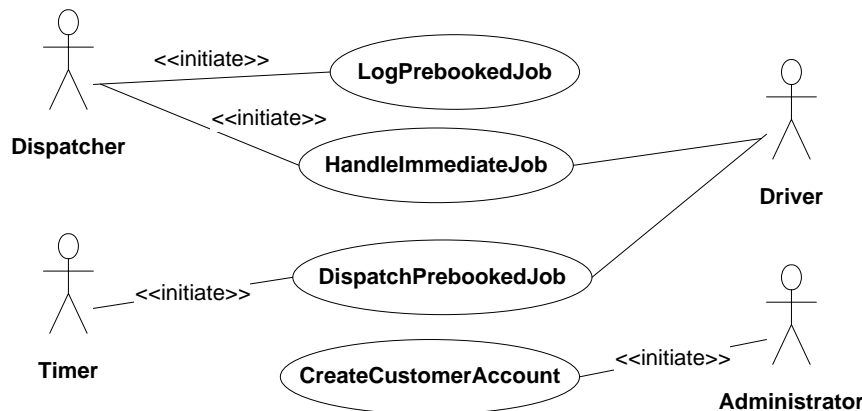 <<initiate>>
LogPrebookedJob
<<initiate>>
Dispatcher
HandleImmediateJob
Driver
DispatchPrebookedJob
<<initiate>>
<<initiate>>
Timer
CreateCustomerAccount
Administrator